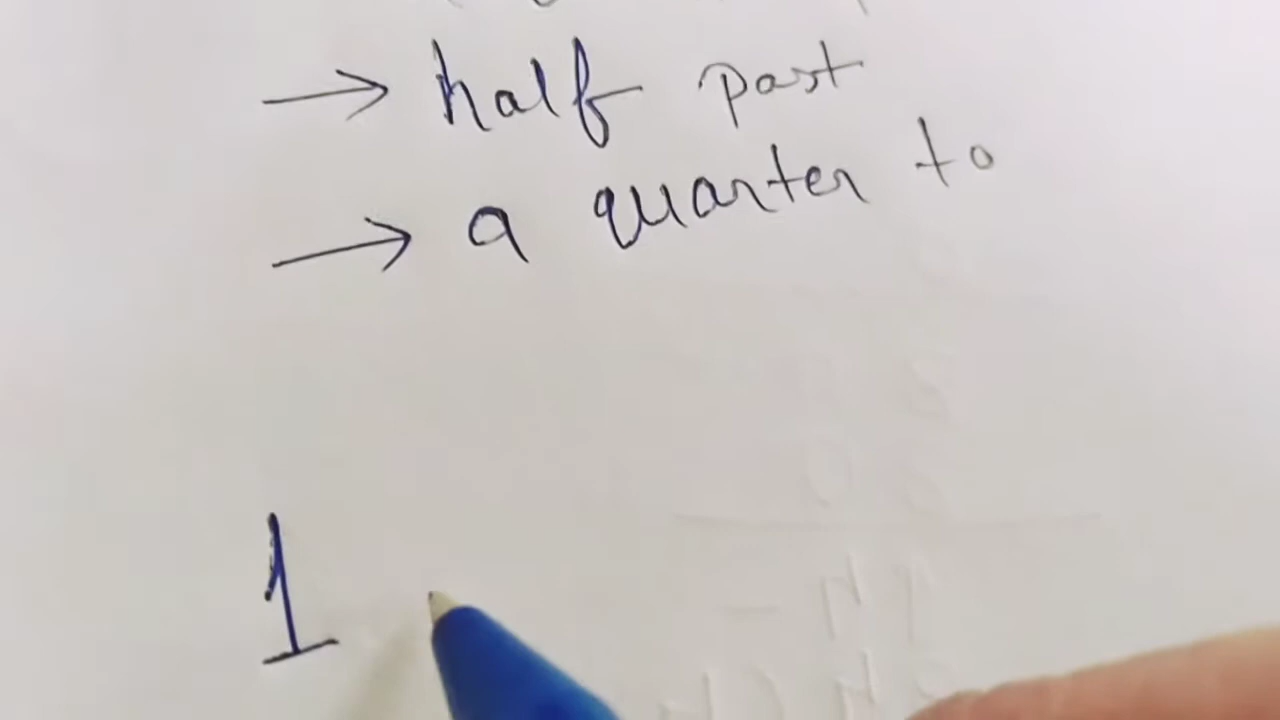 → half past
→ a quarter to
1